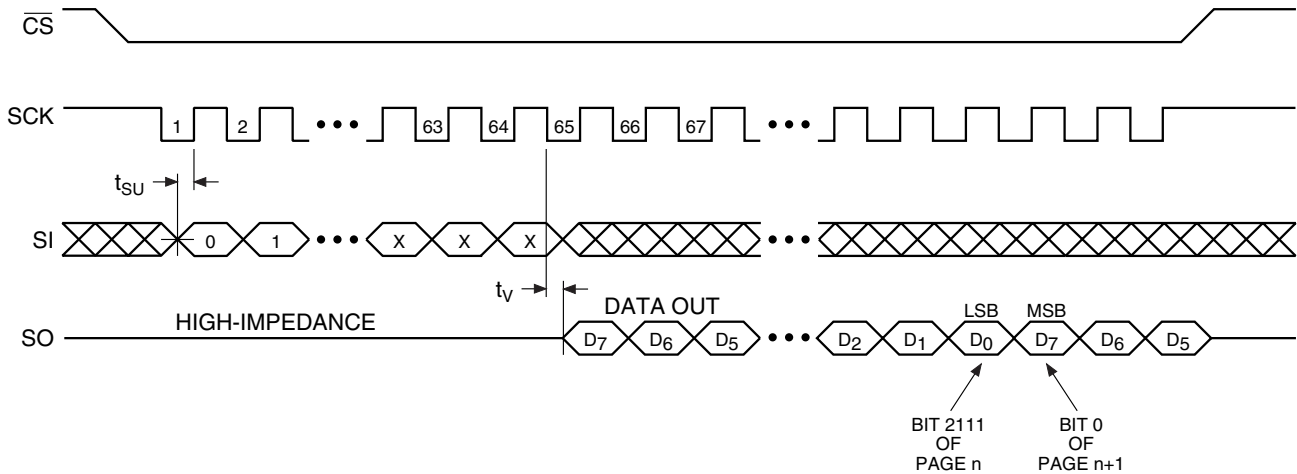 CS
SCK 1 2 ••• 63 64 65 66 67 •••
tSU
SI 0 1 ••• X X X •••
tV
DATA OUT
HIGH-IMPEDANCE
LSB MSB
SO D7 D6 D5 ••• D2 D1 D0 D7 D6 D5
BIT 2111
OF
PAGE n
BIT 0
OF
PAGE n+1